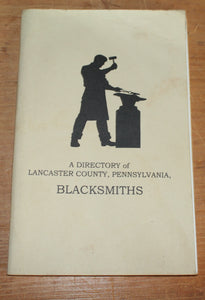 A DIRECTORY of
LANCASTER COUNTY, PENNSYLVANIA,
BLACKSMITHS